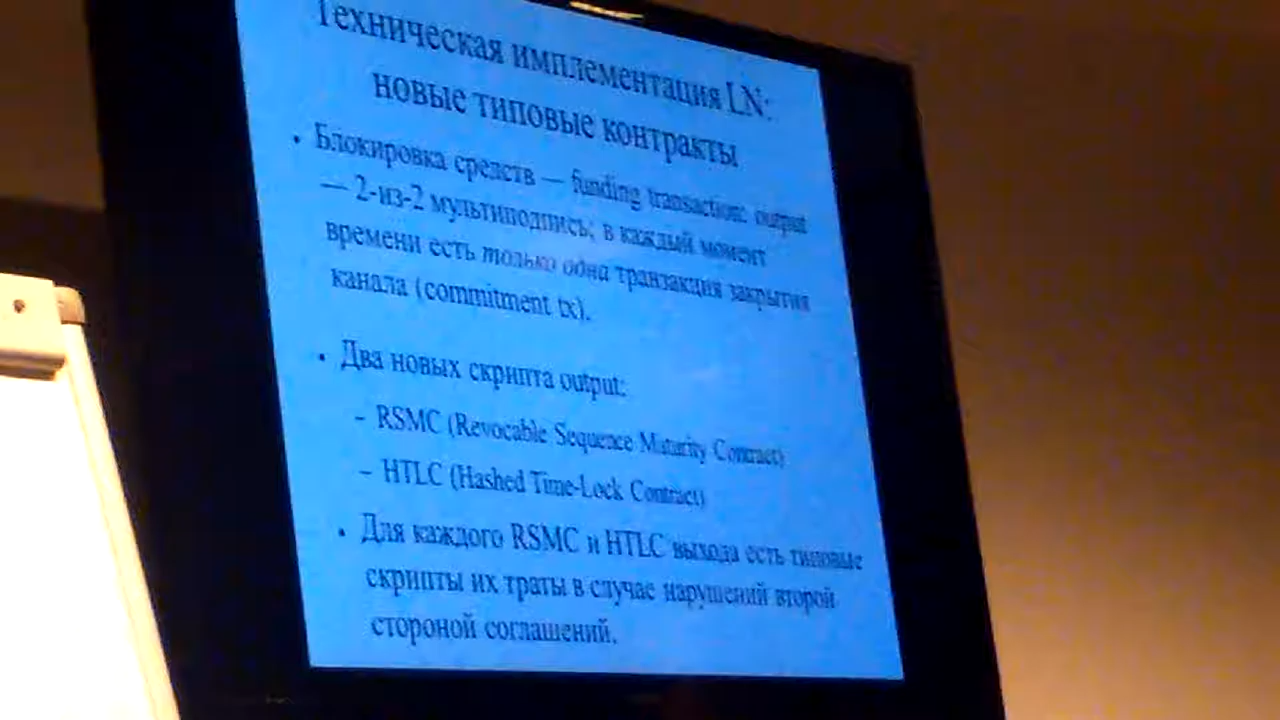 Техническая имплементация LN:
новые типовые контракты
• Блокировка средств — funding transaction: output
— 2-из-2 мультиподпись; в каждый момент
времени есть только одна транзакция закрытия
канала (commitment tx).
• Два новых скрипта output:
– RSMC (Revocable Sequence Maturity Contract)
– HTLC (Hashed Time-Lock Contract)
• Для каждого RSMC и HTLC выхода есть типовые
скрипты их траты в случае нарушений второй
стороной соглашений.